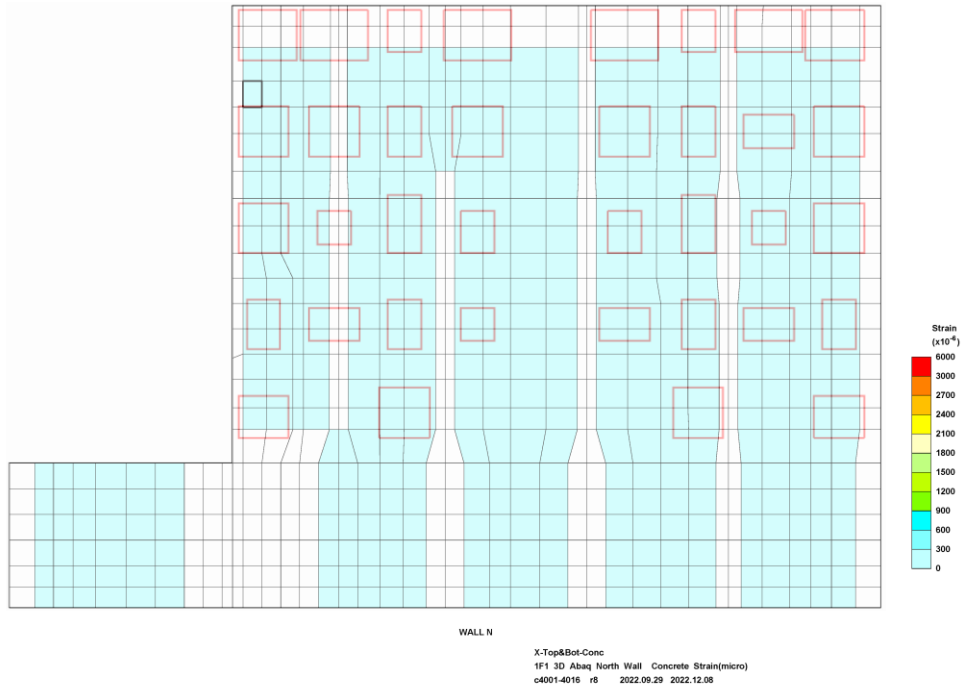 Strain
(x10⁻⁶)
6000
3000
2700
2400
2100
1800
1500
1200
900
600
300
0
WALL N
X-Top&Bot-Conc
1F1 3D Abaq North Wall Concrete Strain(micro)
c4001-4016 r8 2022.09.29 2022.12.08